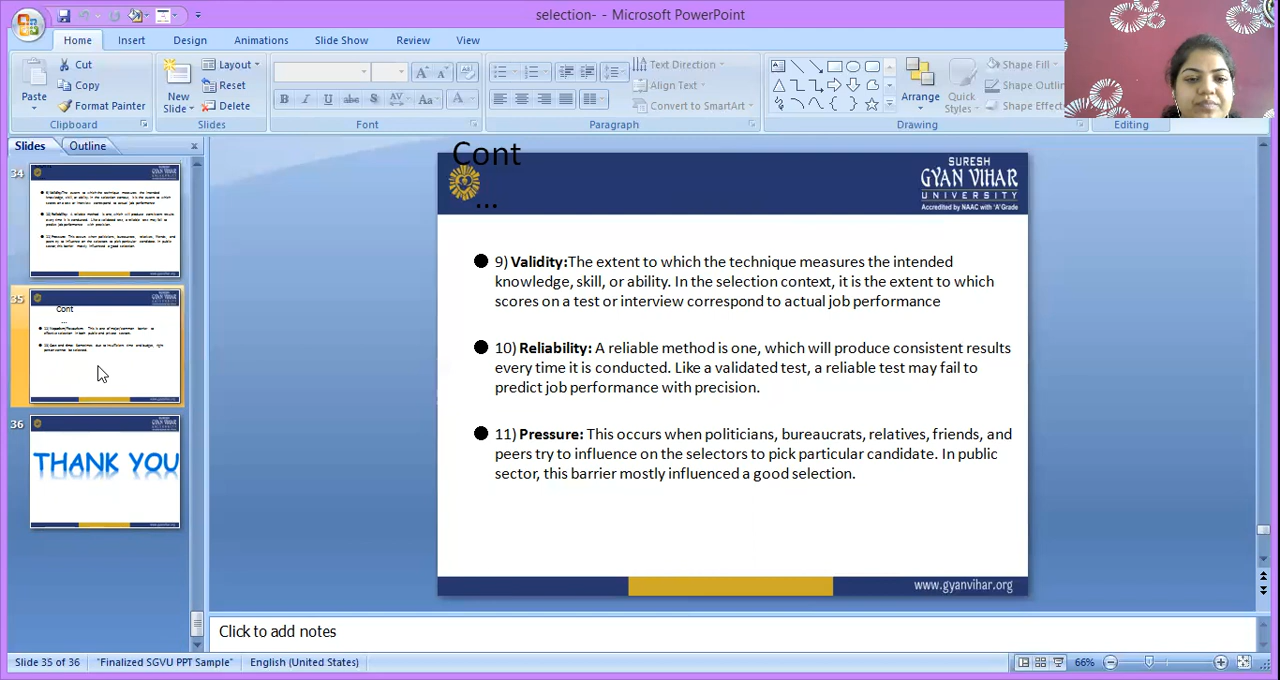 selection- - Microsoft PowerPoint
Home Insert Design Animations Slide Show Review View
Paste
Cut
Copy
Format Painter
Clipboard
New
Slide
Layout
Reset
Delete
Slides
B I U abc S AV Aa A
Font
Text Direction
Align Text
Convert to SmartArt
Paragraph
Arrange
Quick
Styles
Shape Fill
Shape Outlin
Shape Effect
Drawing
Editing
Slides Outline
34
35
Cont
...
36
THANK YOU
Cont
...
SURESH
GYAN VIHAR
UNIVERSITY
Accredited by NAAC with 'A' Grade
9) Validity:The extent to which the technique measures the intended
knowledge, skill, or ability. In the selection context, it is the extent to which
scores on a test or interview correspond to actual job performance
10) Reliability: A reliable method is one, which will produce consistent results
every time it is conducted. Like a validated test, a reliable test may fail to
predict job performance with precision.
11) Pressure: This occurs when politicians, bureaucrats, relatives, friends, and
peers try to influence on the selectors to pick particular candidate. In public
sector, this barrier mostly influenced a good selection.
www.gyanvihar.org
Click to add notes
Slide 35 of 36 "Finalized SGVU PPT Sample" English (United States) 66%